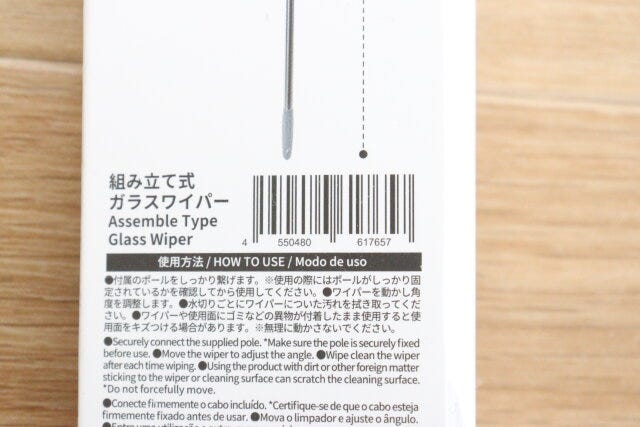 組み立て式
ガラスワイパー
Assemble Type
Glass Wiper
4 550480 617657
使用方法 / HOW TO USE / Modo de uso
●付属のポールをしっかり繋げます。※使用の際にはポールがしっかり固
定されているかを確認してから使用してください。●ワイパーを動かし角
度を調整します。●水切りごとにワイパーについた汚れを拭き取ってくだ
さい。●ワイパーや使用面にゴミなどの異物が付着したまま使用すると使
用面をキズつける場合があります。※無理に動かさないでください。
●Securely connect the supplied pole. *Make sure the pole is securely fixed
before use. ●Move the wiper to adjust the angle. ●Wipe clean the wiper
after each time wiping. ●Using the product with dirt or other foreign matter
sticking to the wiper or cleaning surface can scratch the cleaning surface.
*Do not forcefully move.
●Conecte firmemente o cabo incluído. *Certifique-se de que o cabo esteja
firmemente fixado antes de usar. ●Mova o limpador e ajuste o ângulo.